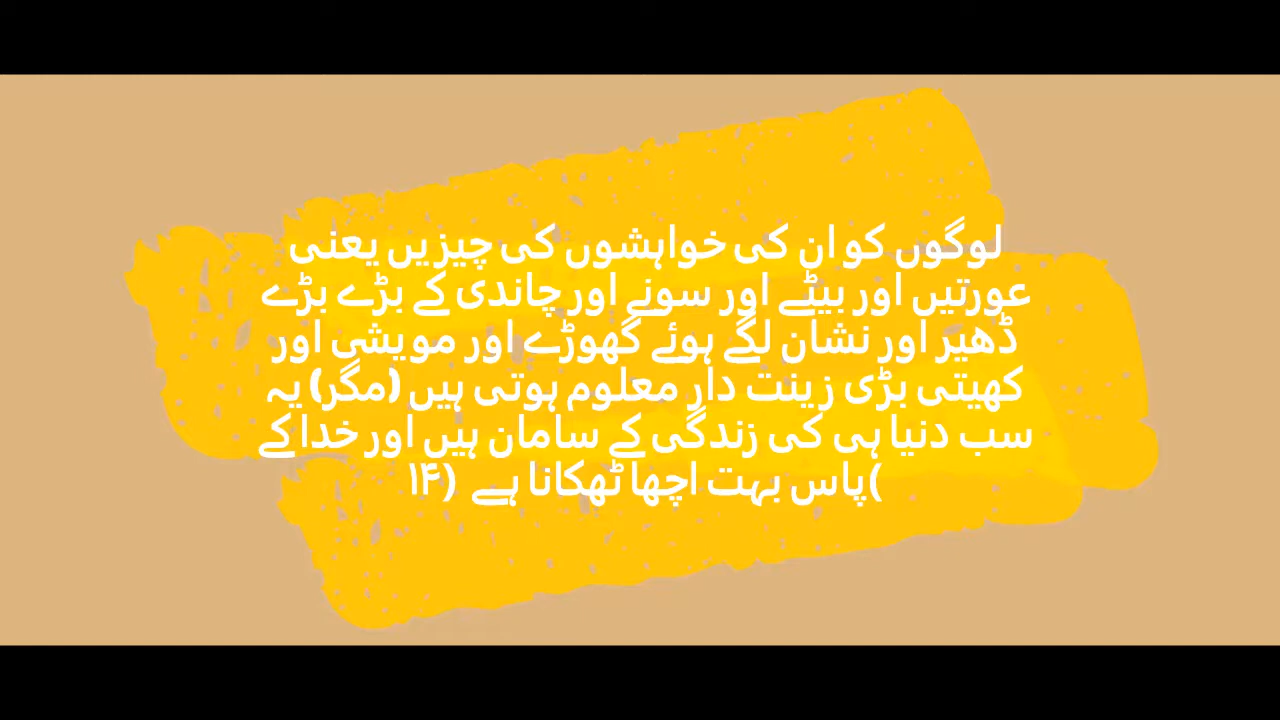 لوگوں کو ان کی خواہشوں کی چیزیں یعنی
عورتیں اور بیٹے اور سونے اور چاندی کے بڑے بڑے
ڈھیر اور نشان لگے ہوئے گھوڑے اور مویشی اور
کھیتی بڑی زینت دار معلوم ہوتی ہیں (مگر) یہ
سب دنیا ہی کی زندگی کے سامان ہیں اور خدا کے
)پاس بہت اچھا ٹھکانا ہے (۱۴